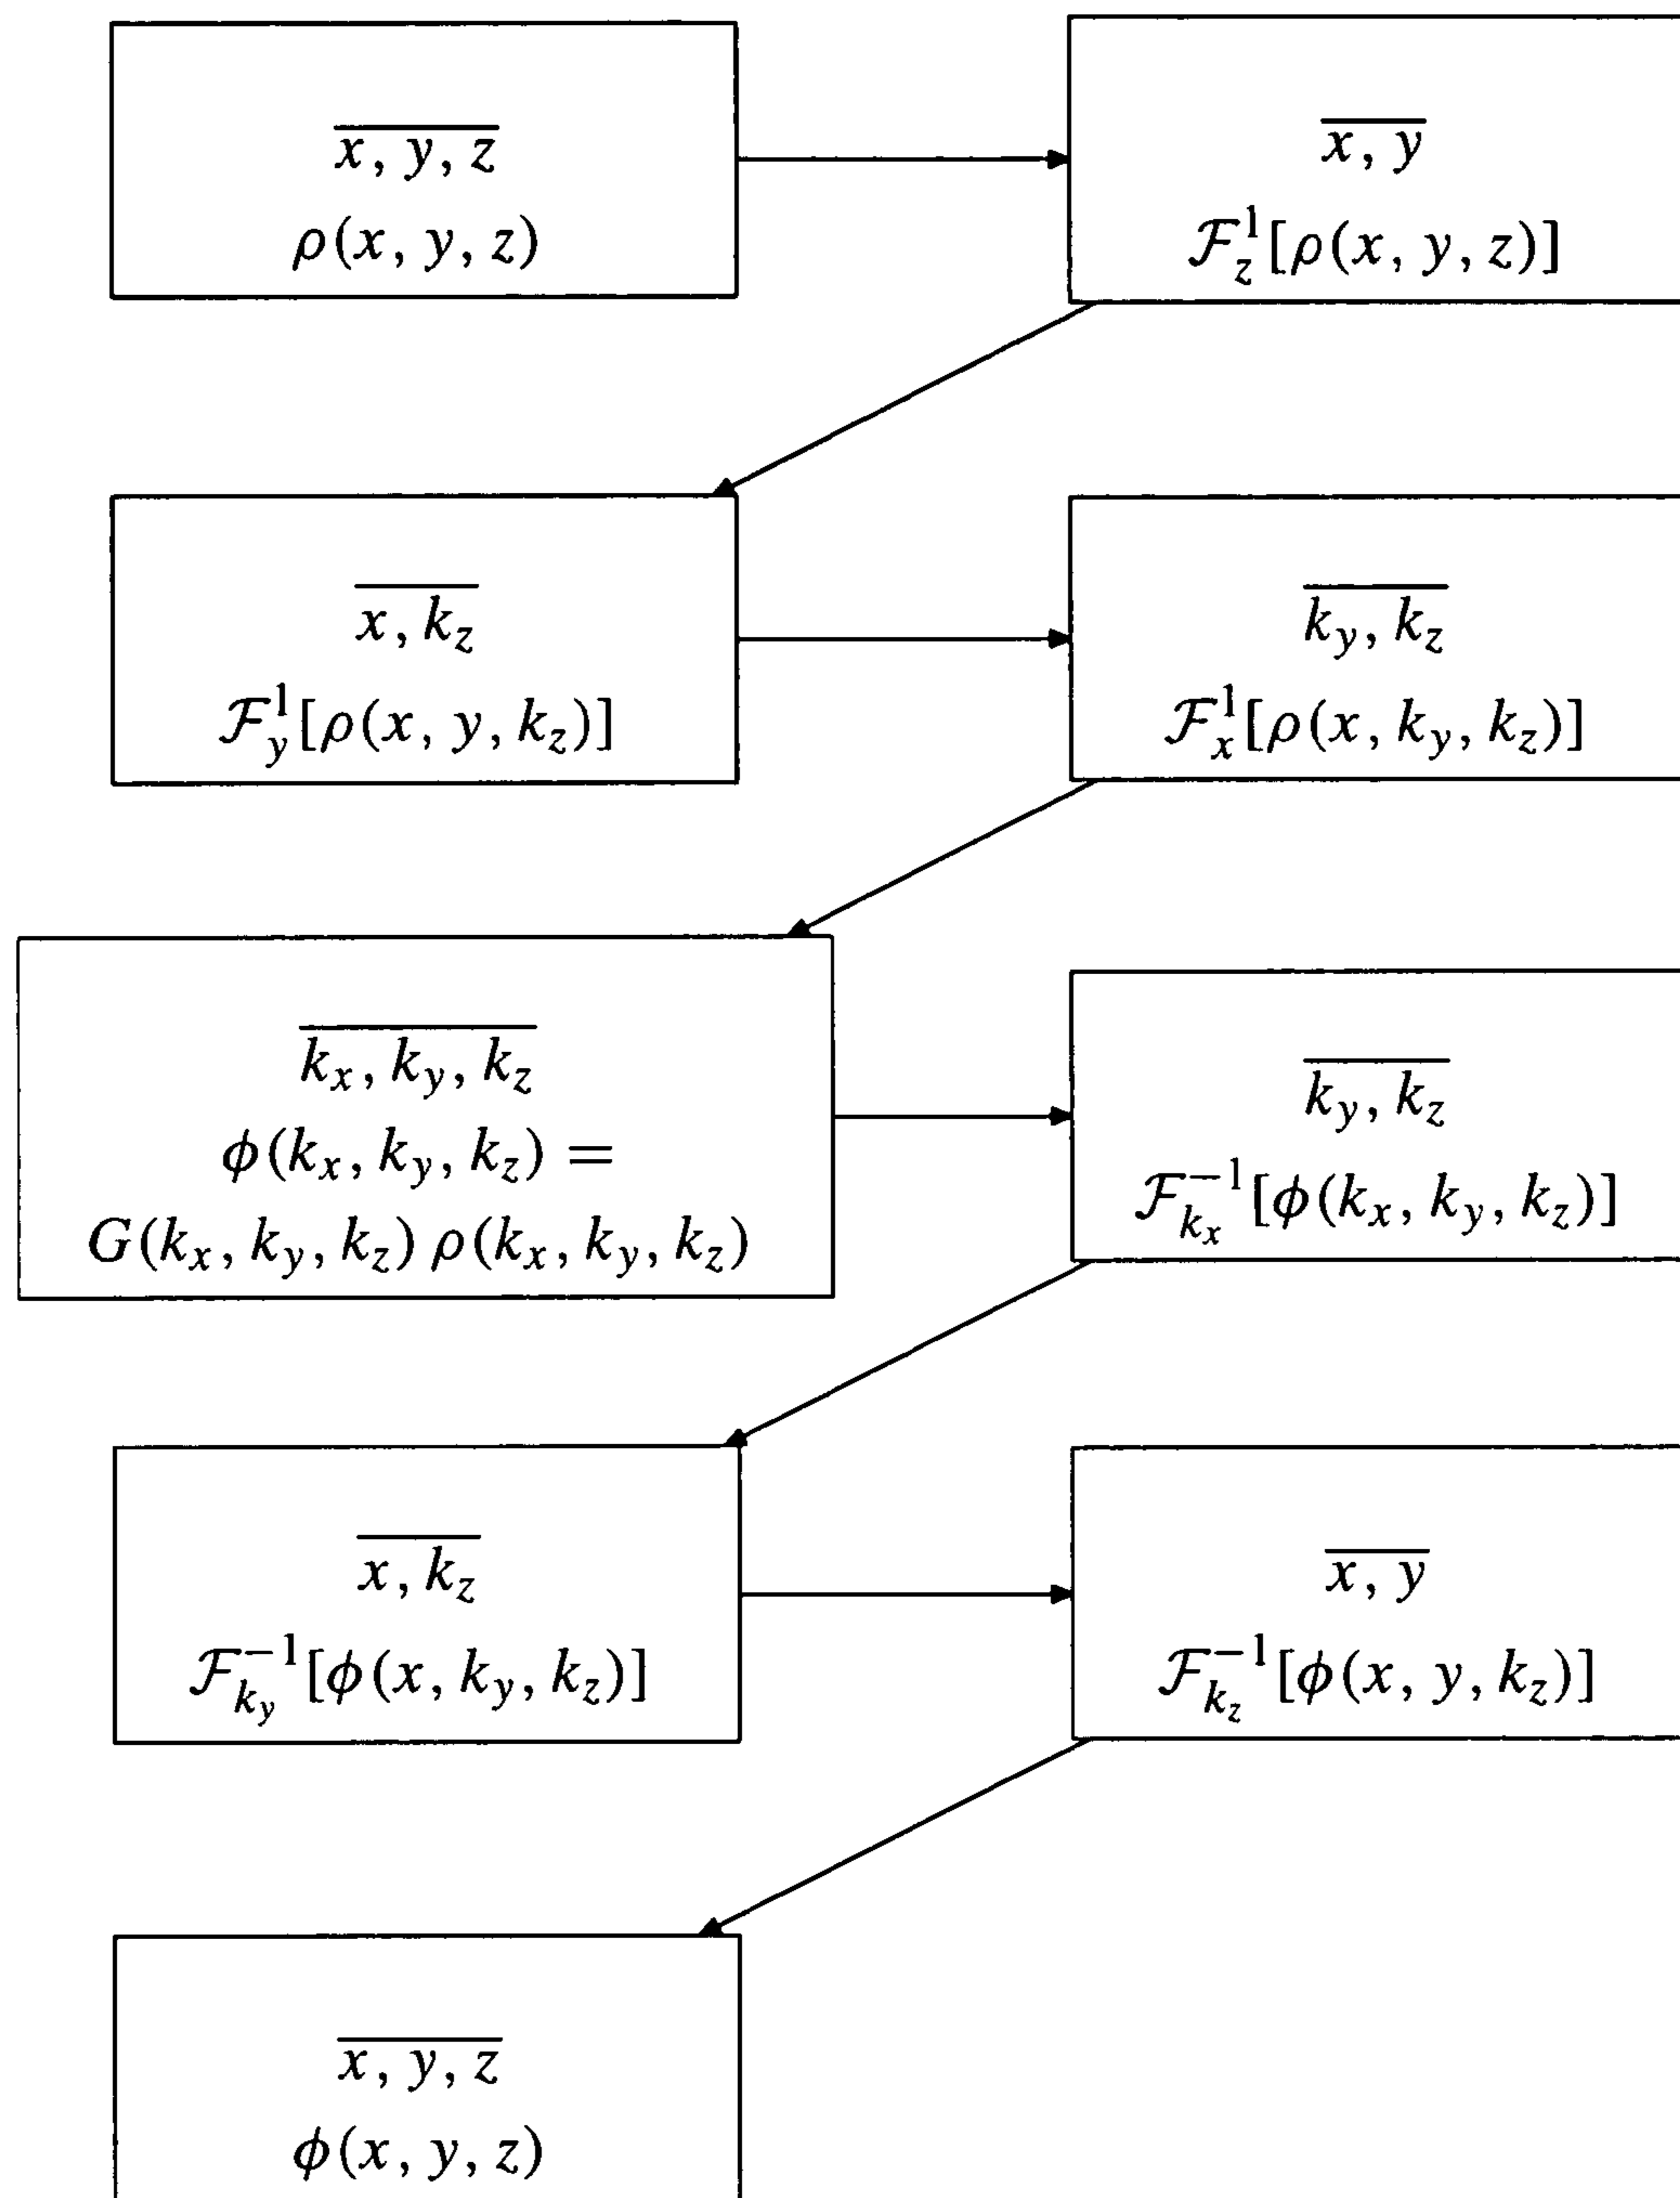 x, y, z
ρ(x, y, z)
x, y
ℱ_z^1[ρ(x, y, z)]
x, k_z
ℱ_y^1[ρ(x, y, k_z)]
k_y, k_z
ℱ_x^1[ρ(x, k_y, k_z)]
k_x, k_y, k_z
ϕ(k_x, k_y, k_z) =
G(k_x, k_y, k_z) ρ(k_x, k_y, k_z)
k_y, k_z
ℱ_{k_x}^{-1}[ϕ(k_x, k_y, k_z)]
x, k_z
ℱ_{k_y}^{-1}[ϕ(x, k_y, k_z)]
x, y
ℱ_{k_z}^{-1}[ϕ(x, y, k_z)]
x, y, z
ϕ(x, y, z)